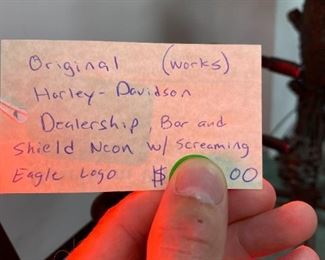 Original (works)
Harley-Davidson
Dealership, Bar and
Shield Neon w/ Screaming
Eagle Logo $ 00